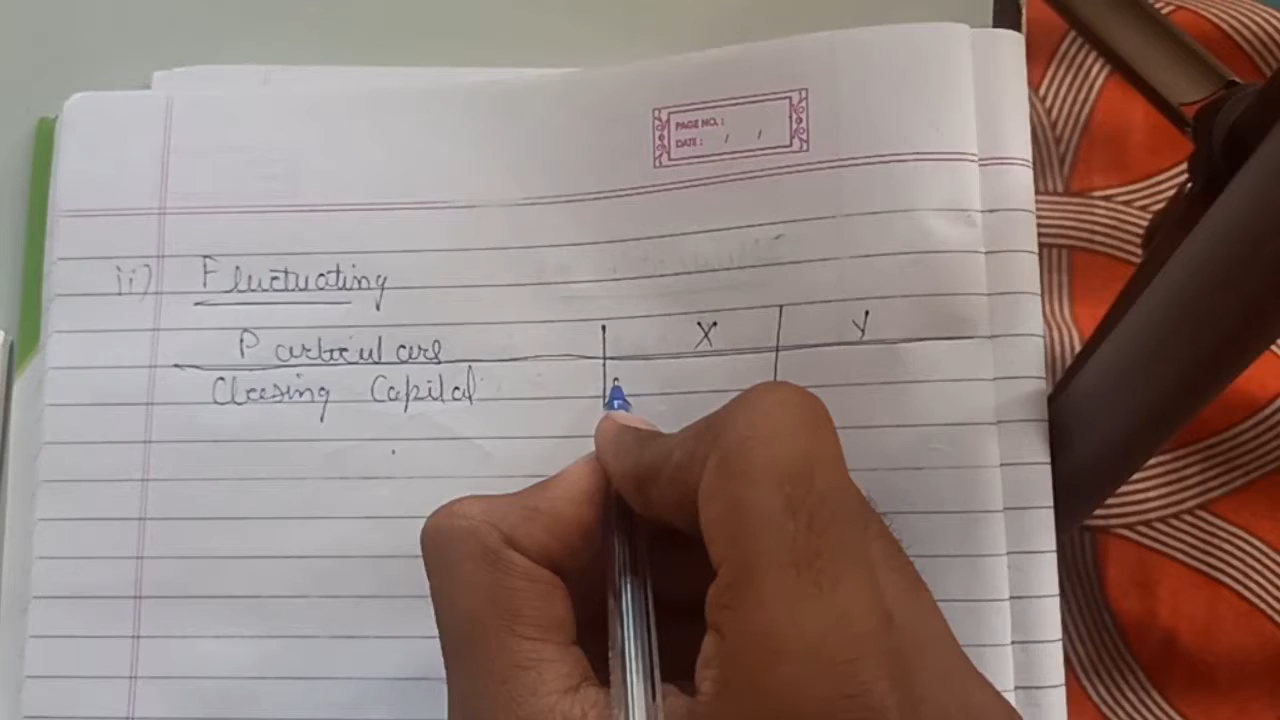 PAGE NO. :
DATE : / /
ii) Fluctuating
Particulars X Y
Closing Capital